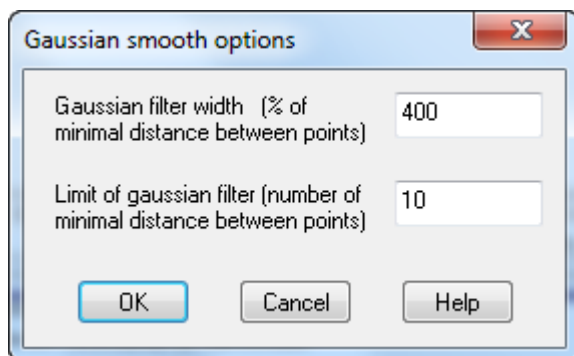 Gaussian smooth options
Gaussian filter width (% of
minimal distance between points)
400
Limit of gaussian filter (number of
minimal distance between points)
10
OK Cancel Help